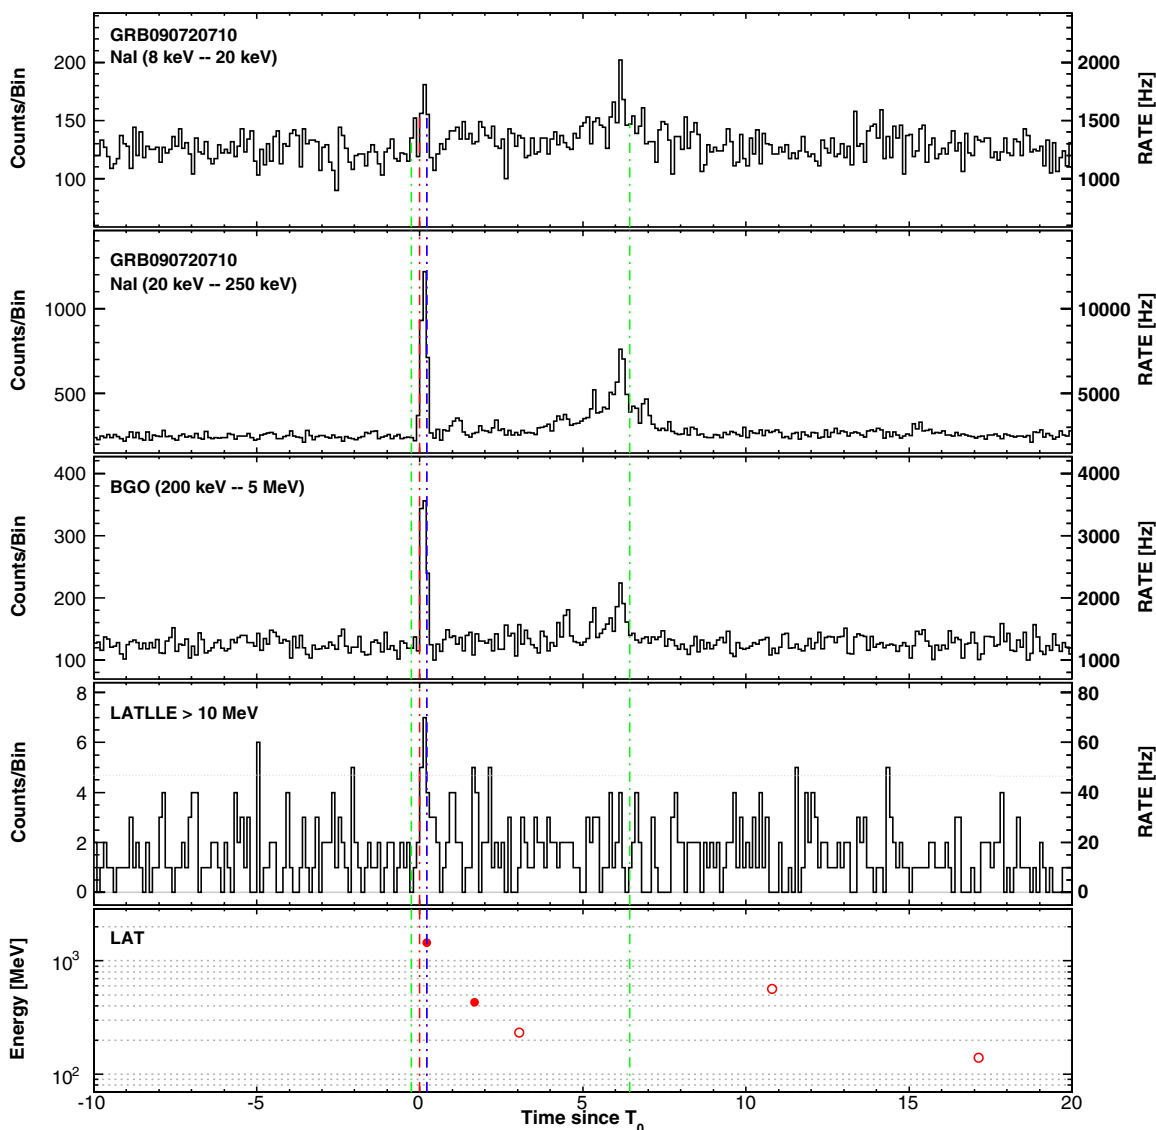 GRB090720710
NaI (8 keV -- 20 keV)
Counts/Bin
200
150
100
RATE [Hz]
2000
1500
1000
GRB090720710
NaI (20 keV -- 250 keV)
Counts/Bin
1000
500
RATE [Hz]
10000
5000
BGO (200 keV -- 5 MeV)
Counts/Bin
400
300
200
100
RATE [Hz]
4000
3000
2000
1000
LATLLE > 10 MeV
Counts/Bin
8
6
4
2
0
RATE [Hz]
80
60
40
20
0
LAT
Energy [MeV]
10³
10²
-10 -5 0 5 10 15 20
Time since T₀